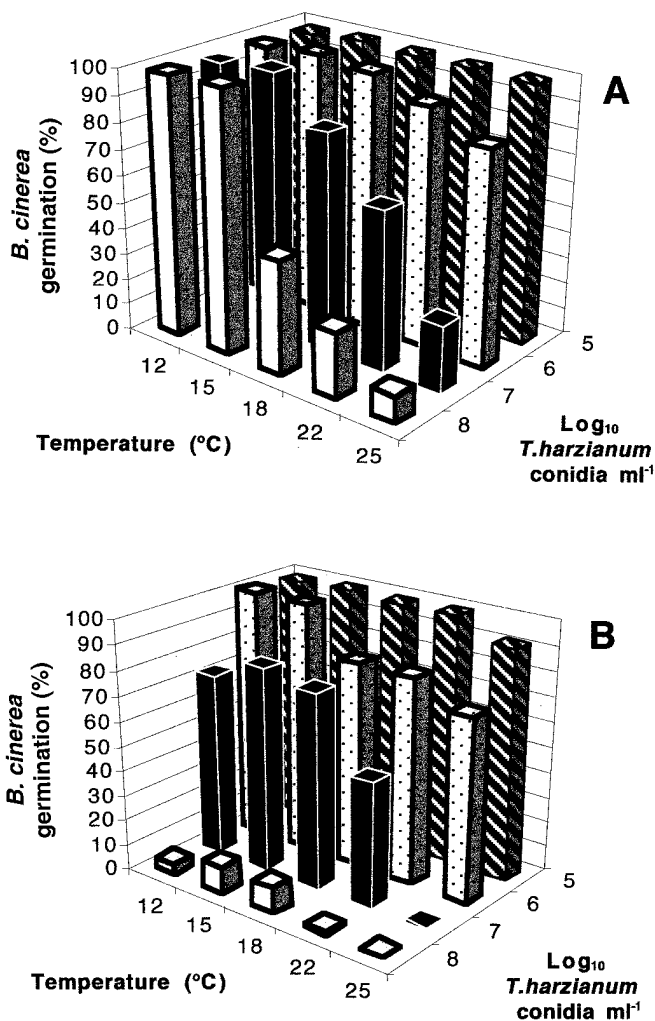 A
100
90
80
70
60
50
40
30
20
10
0
B. cinerea
germination (%)
12
15
18
22
25
Temperature (°C)
5
6
7
8
Log₁₀
T.harzianum
conidia ml⁻¹
B
100
90
80
70
60
50
40
30
20
10
0
B. cinerea
germination (%)
12
15
18
22
25
Temperature (°C)
5
6
7
8
Log₁₀
T.harzianum
conidia ml⁻¹